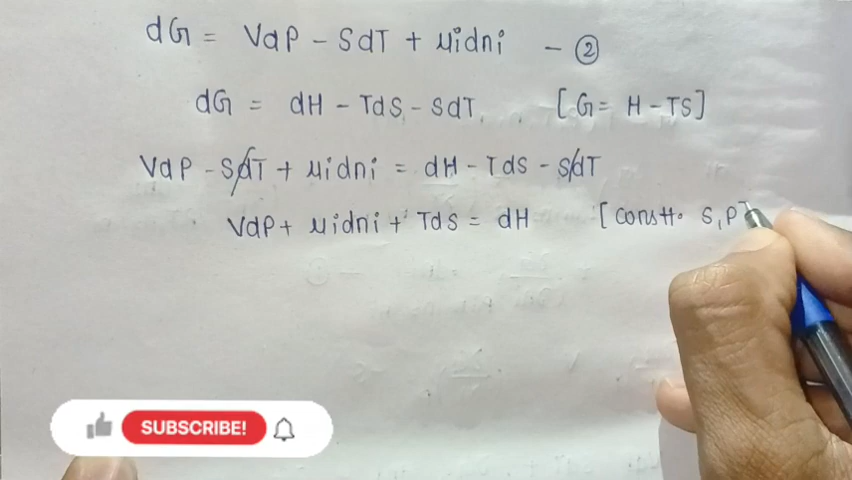 dG = VdP - SdT + μidni - ②
dG = dH - TdS - SdT. [G = H - TS]
VdP - SdT + μidni = dH - TdS - SdT
VdP + μidni + TdS = dH [constt. S, P]
SUBSCRIBE!